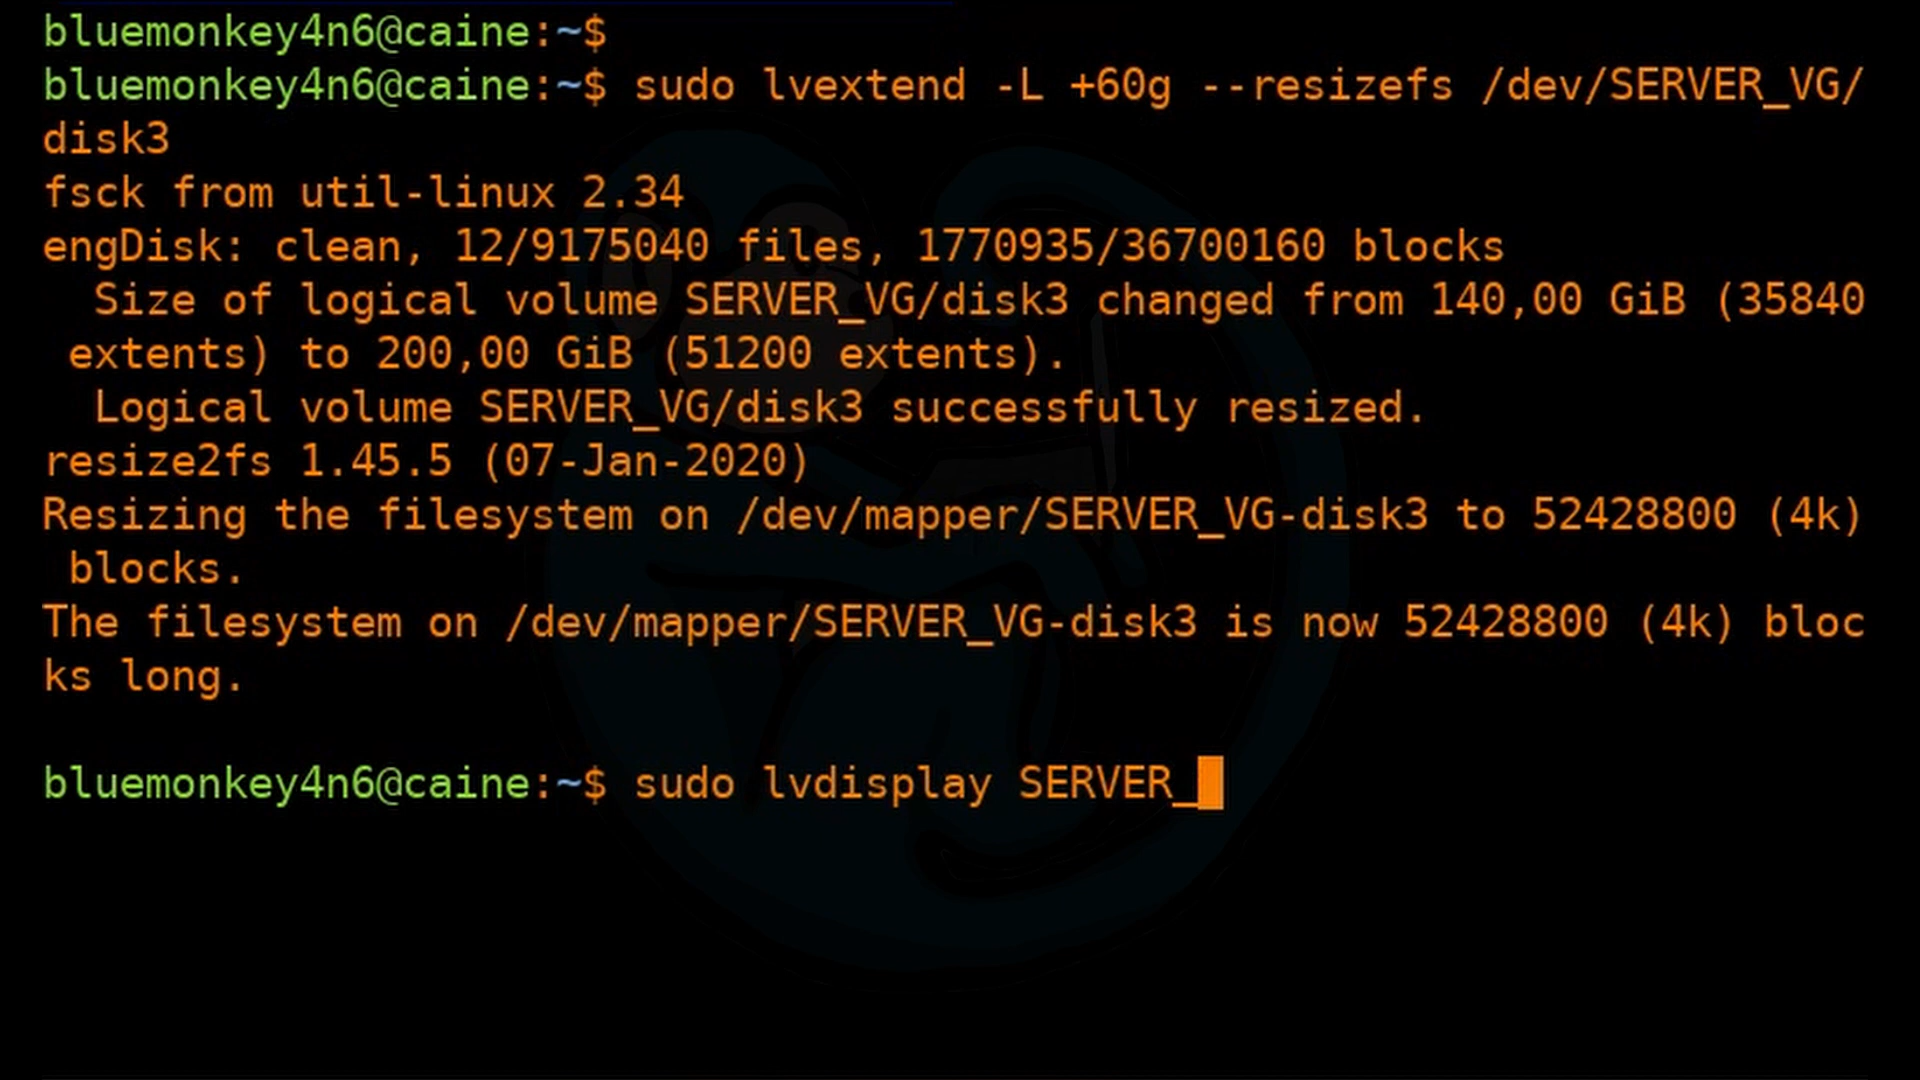 bluemonkey4n6@caine:~$
bluemonkey4n6@caine:~$ sudo lvextend -L +60g --resizefs /dev/SERVER_VG/
disk3
fsck from util-linux 2.34
engDisk: clean, 12/9175040 files, 1770935/36700160 blocks
  Size of logical volume SERVER_VG/disk3 changed from 140,00 GiB (35840
 extents) to 200,00 GiB (51200 extents).
  Logical volume SERVER_VG/disk3 successfully resized.
resize2fs 1.45.5 (07-Jan-2020)
Resizing the filesystem on /dev/mapper/SERVER_VG-disk3 to 52428800 (4k)
 blocks.
The filesystem on /dev/mapper/SERVER_VG-disk3 is now 52428800 (4k) bloc
ks long.
bluemonkey4n6@caine:~$ sudo lvdisplay SERVER_